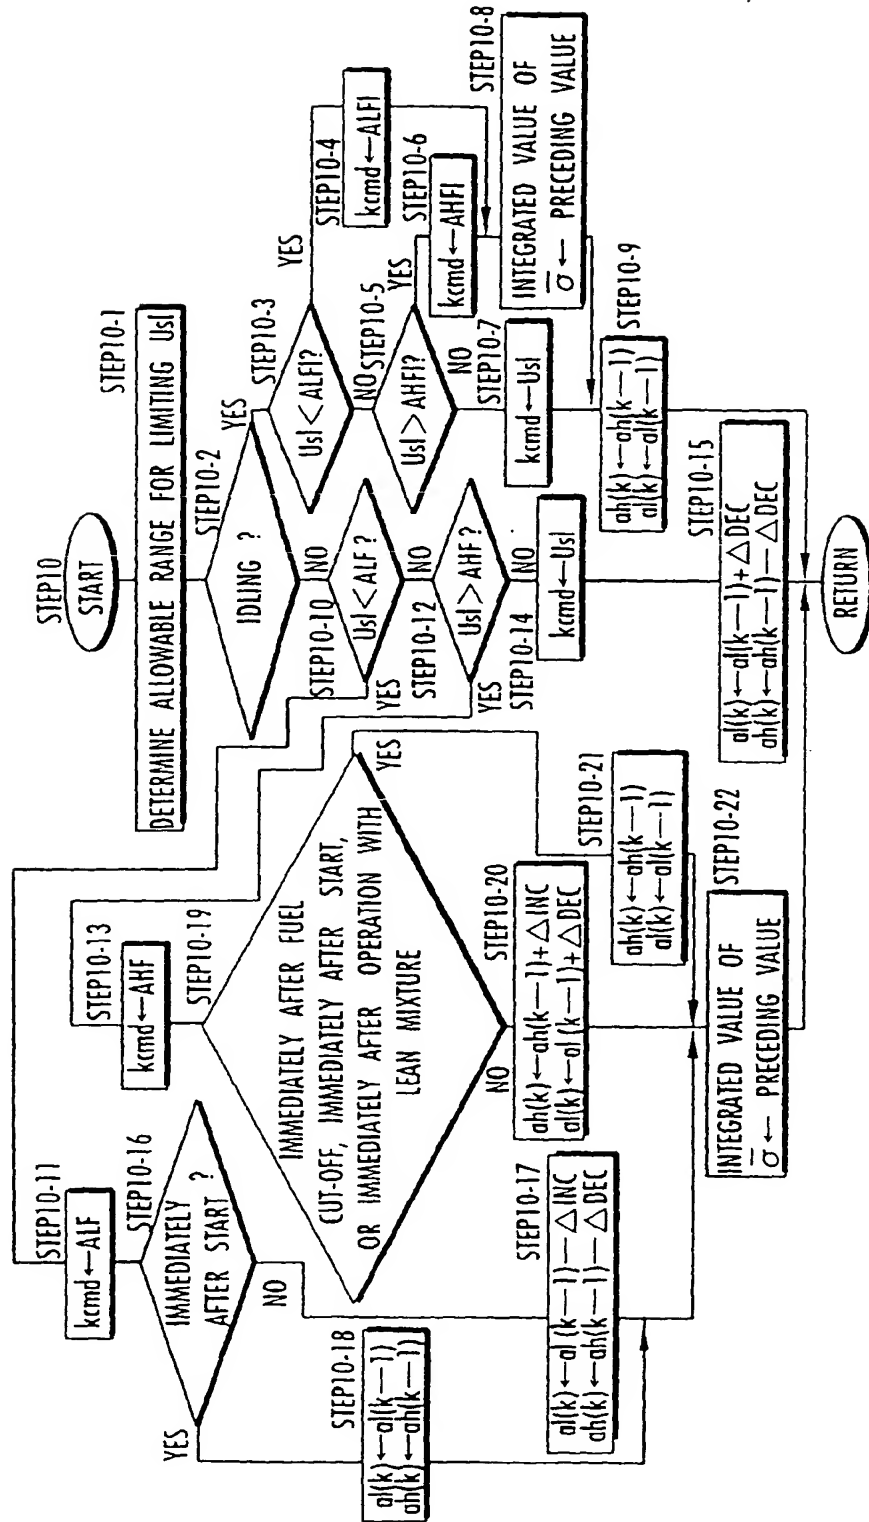 STEP10
START
STEP10-1
DETERMINE ALLOWABLE RANGE FOR LIMITING Usl
STEP10-2
IDLING ?
YES
NO
STEP10-3
Usl < ALFI?
YES
NO
STEP10-4
kcmd ← ALFI
STEP10-5
Usl > AHFI?
YES
NO
STEP10-6
kcmd ← AHFI
STEP10-7
kcmd ← Usl
STEP10-8
INTEGRATED VALUE OF
σ̄ ← PRECEDING VALUE
STEP10-9
ah(k) ← ah(k—1)
al(k) ← al(k—1)
STEP10-10
Usl < ALF?
YES
NO
STEP10-11
kcmd ← ALF
STEP10-12
Usl > AHF?
YES
NO
STEP10-13
kcmd ← AHF
STEP10-14
kcmd ← Usl
STEP10-15
al(k) ← al(k—1)+△DEC
ah(k) ← ah(k—1)—△DEC
STEP10-16
IMMEDIATELY
AFTER START ?
YES
NO
STEP10-17
al(k) ← al(k—1)—△INC
ah(k) ← ah(k—1)—△DEC
STEP10-18
al(k) ← al(k—1)
ah(k) ← ah(k—1)
STEP10-19
IMMEDIATELY AFTER FUEL
CUT-OFF, IMMEDIATELY AFTER START,
OR IMMEDIATELY AFTER OPERATION WITH
LEAN MIXTURE
YES
NO
STEP10-20
ah(k) ← ah(k—1)+△INC
al(k) ← al(k—1)+△DEC
STEP10-21
ah(k) ← ah(k—1)
al(k) ← al(k—1)
STEP10-22
INTEGRATED VALUE OF
σ̄ ← PRECEDING VALUE
RETURN